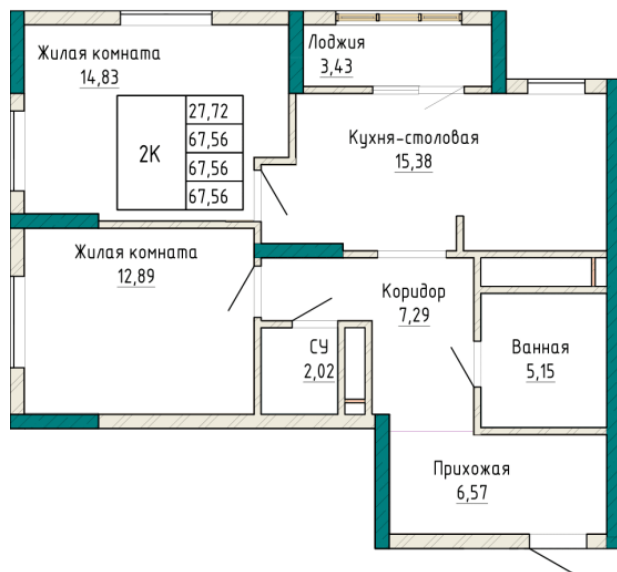 Жилая комната
14,83
Лоджия
3,43
2К
27,72
67,56
67,56
67,56
Кухня-столовая
15,38
Жилая комната
12,89
Коридор
7,29
СУ
2,02
Ванная
5,15
Прихожая
6,57